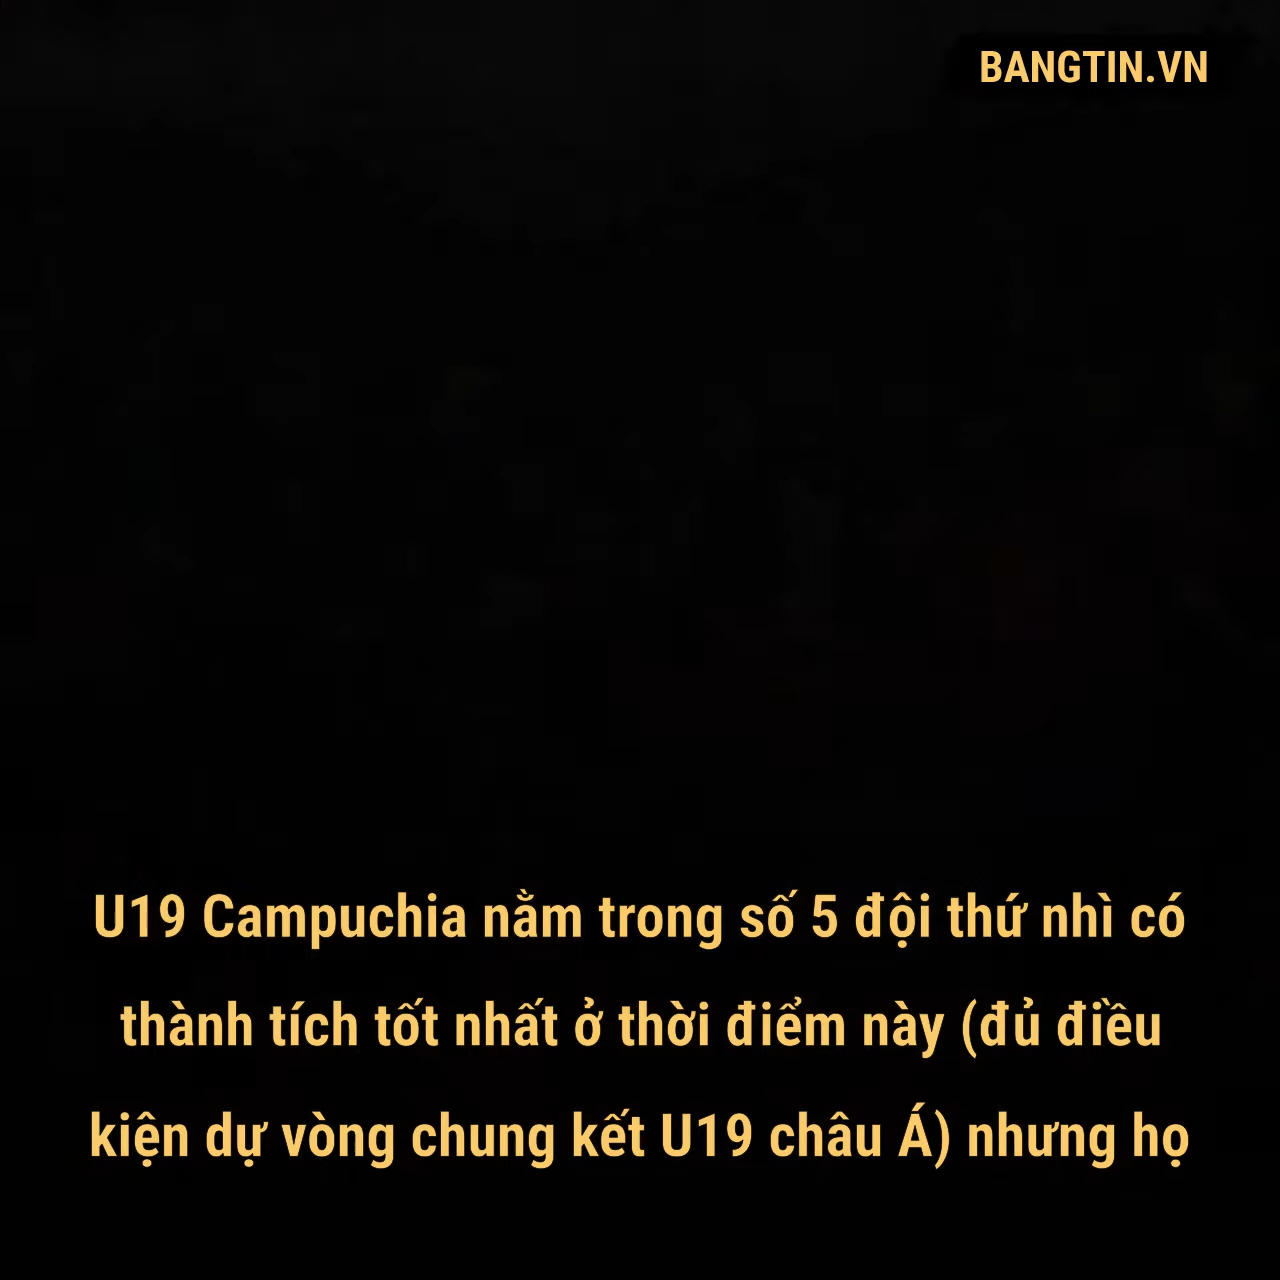 BANGTIN.VN
U19 Campuchia nằm trong số 5 đội thứ nhì có
thành tích tốt nhất ở thời điểm này (đủ điều
kiện dự vòng chung kết U19 châu Á) nhưng họ